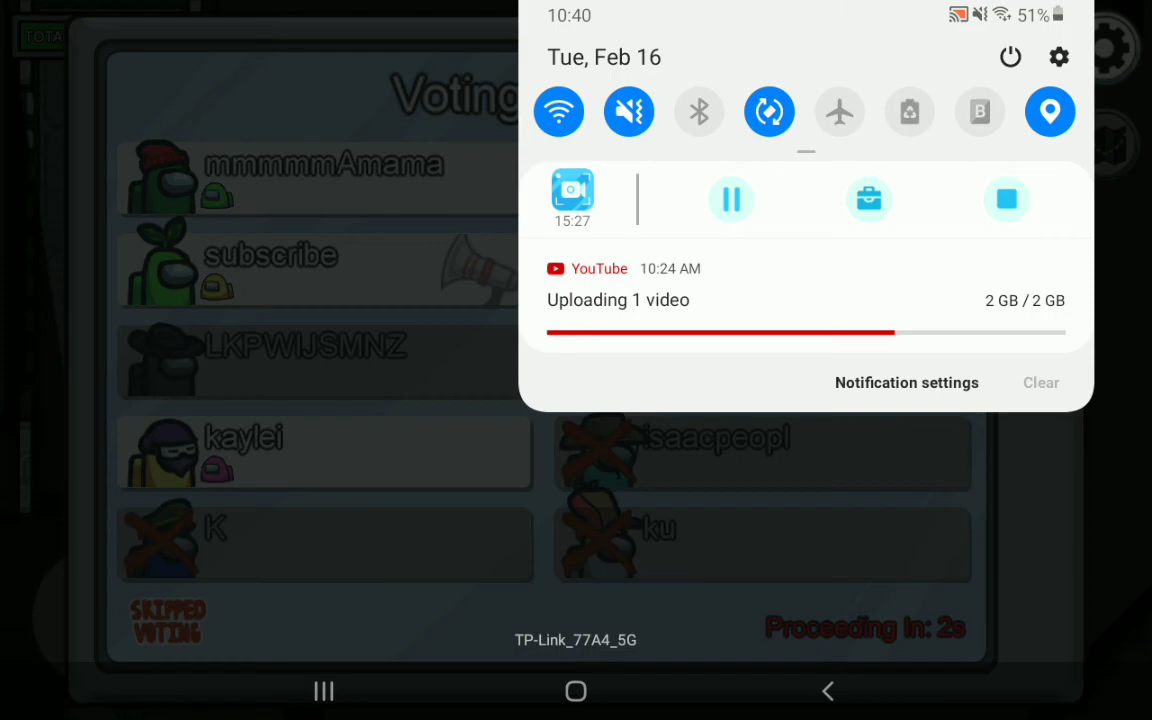 10:40
51%
Tue, Feb 16
B
15:27
YouTube 10:24 AM
Uploading 1 video
2 GB / 2 GB
Notification settings
Clear
TOTA
Voting
mmmmmAmama
subscribe
LKPWIJSMNZ
kaylei
isaacpeopl
K
ku
SKIPPED
VOTING
Proceeding In: 2s
TP-Link_77A4_5G